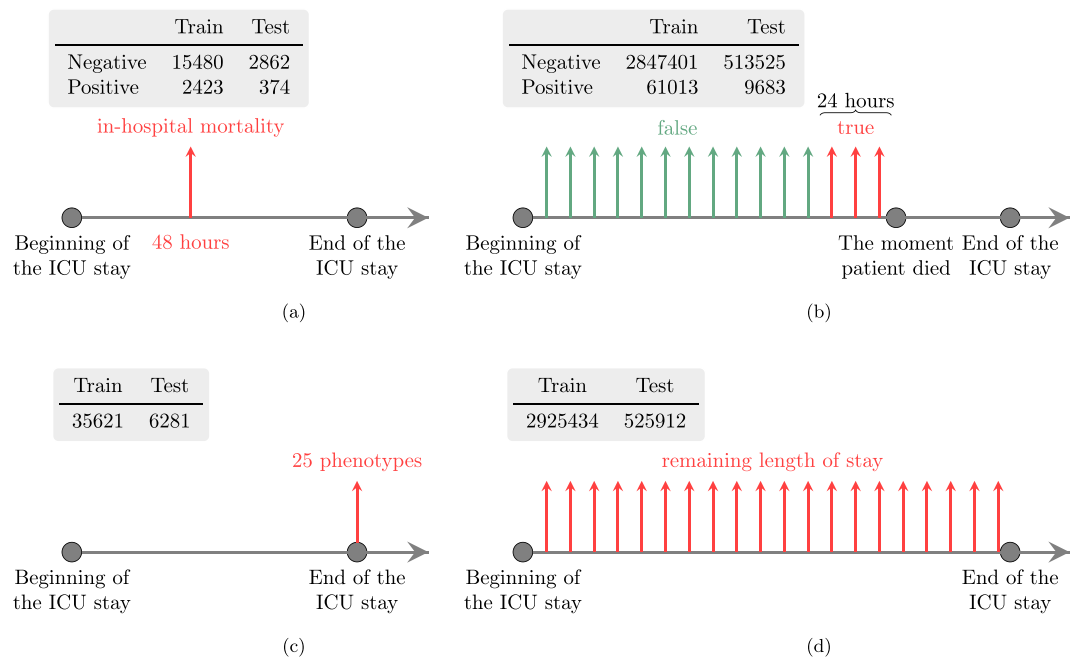 Train Test
Negative 15480 2862
Positive 2423 374
in-hospital mortality
48 hours
Beginning of
the ICU stay
End of the
ICU stay
(a)
Train Test
Negative 2847401 513525
Positive 61013 9683
24 hours
false
true
Beginning of
the ICU stay
The moment
patient died
End of the
ICU stay
(b)
Train Test
35621 6281
25 phenotypes
Beginning of
the ICU stay
End of the
ICU stay
(c)
Train Test
2925434 525912
remaining length of stay
Beginning of
the ICU stay
End of the
ICU stay
(d)